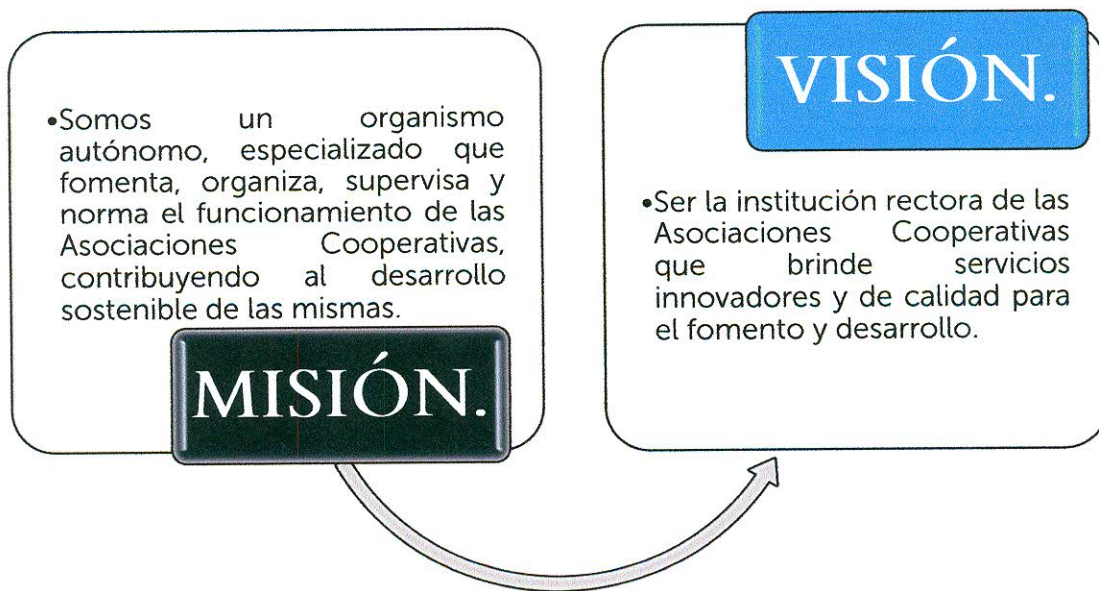 •Somos un organismo
autónomo, especializado que
fomenta, organiza, supervisa y
norma el funcionamiento de las
Asociaciones Cooperativas,
contribuyendo al desarrollo
sostenible de las mismas.
MISIÓN.
VISIÓN.
•Ser la institución rectora de las
Asociaciones Cooperativas
que brinde servicios
innovadores y de calidad para
el fomento y desarrollo.